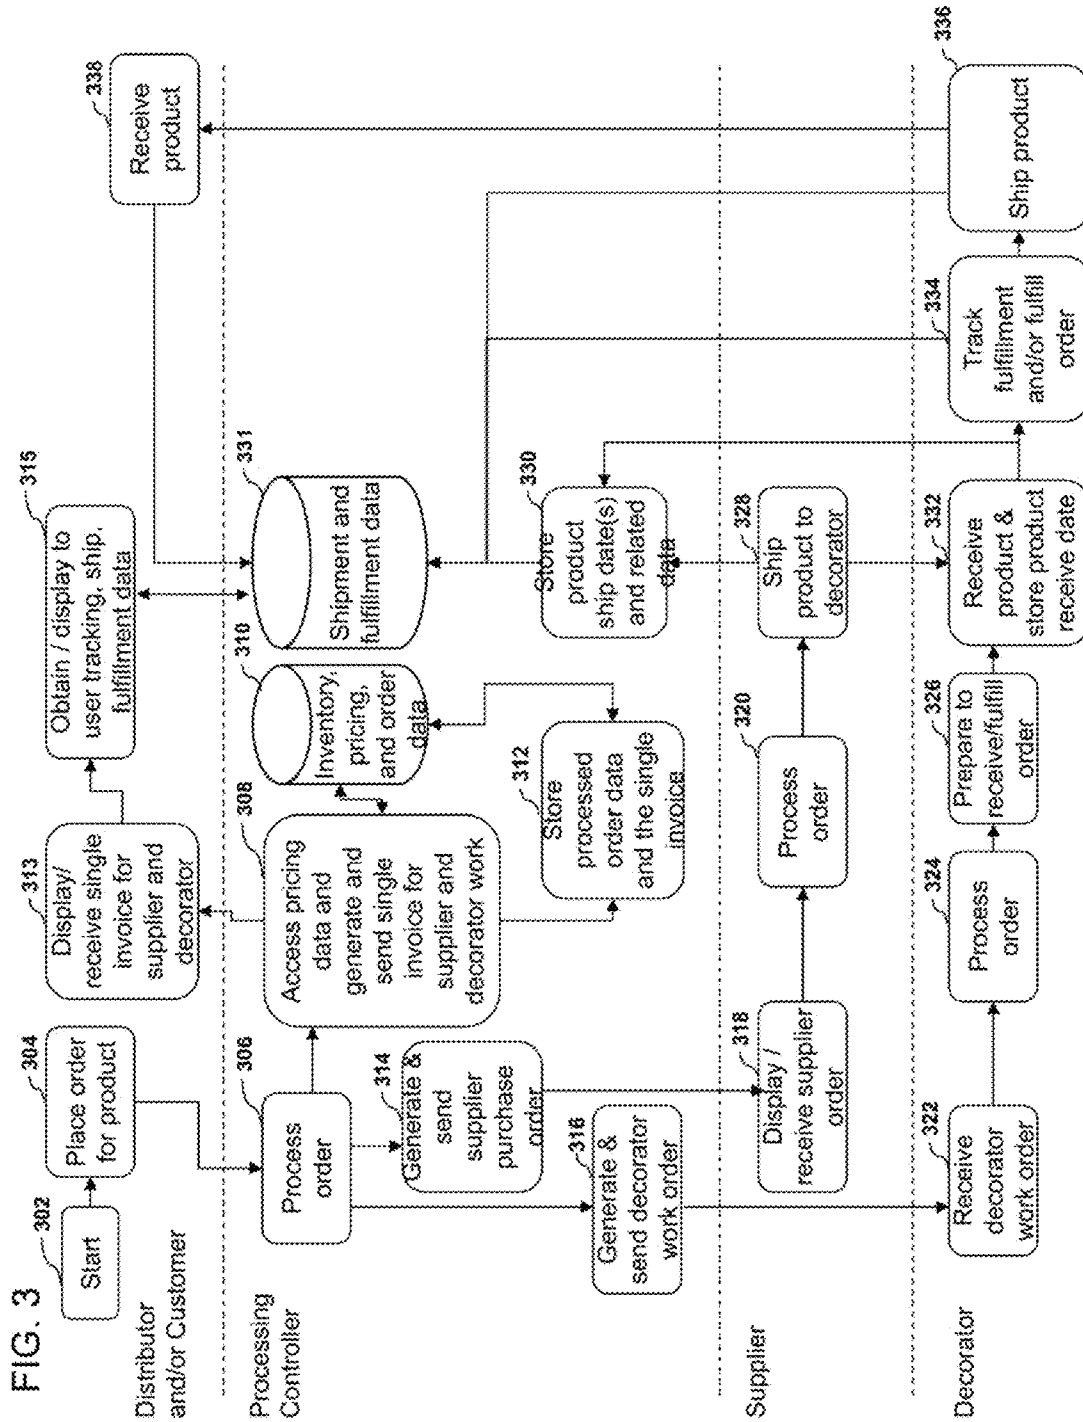 FIG. 3
Distributor
and/or Customer
302
Start
304
Place order
for product
313
Display/
receive single
invoice for
supplier and
decorator
315
Obtain / display to
user tracking, ship,
fulfillment data
338
Receive
product
Processing
Controller
306
Process
order
308
Access pricing
data and
generate and
send single
invoice for
supplier and
decorator work
310
Inventory,
pricing,
and order
data
331
Shipment and
fulfillment data
314
Generate &
send
supplier
purchase
order
316
Generate &
send decorator
work order
312
Store
processed
order data
and the single
invoice
330
Store
product
ship date(s)
and related
data
Supplier
318
Display /
receive supplier
order
320
Process
order
328
Ship
product to
decorator
Decorator
322
Receive
decorator
work order
324
Process
order
326
Prepare to
receive/fulfill
order
332
Receive
product &
store product
receive date
334
Track
fulfillment
and/or fulfill
order
336
Ship product